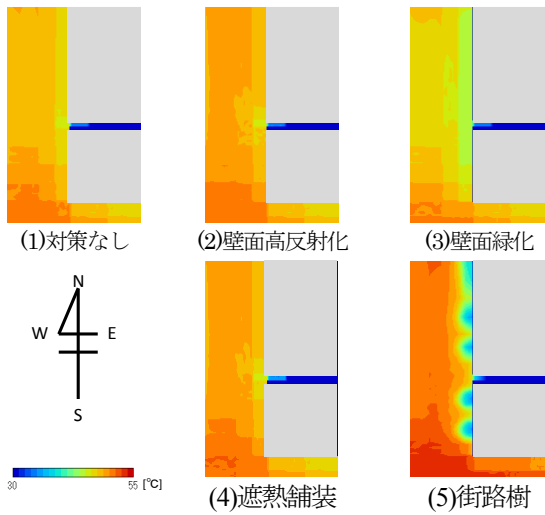 (1)対策なし
(2)壁面高反射化
(3)壁面緑化
N
W
E
S
30
55
[℃]
(4)遮熱舗装
(5)街路樹